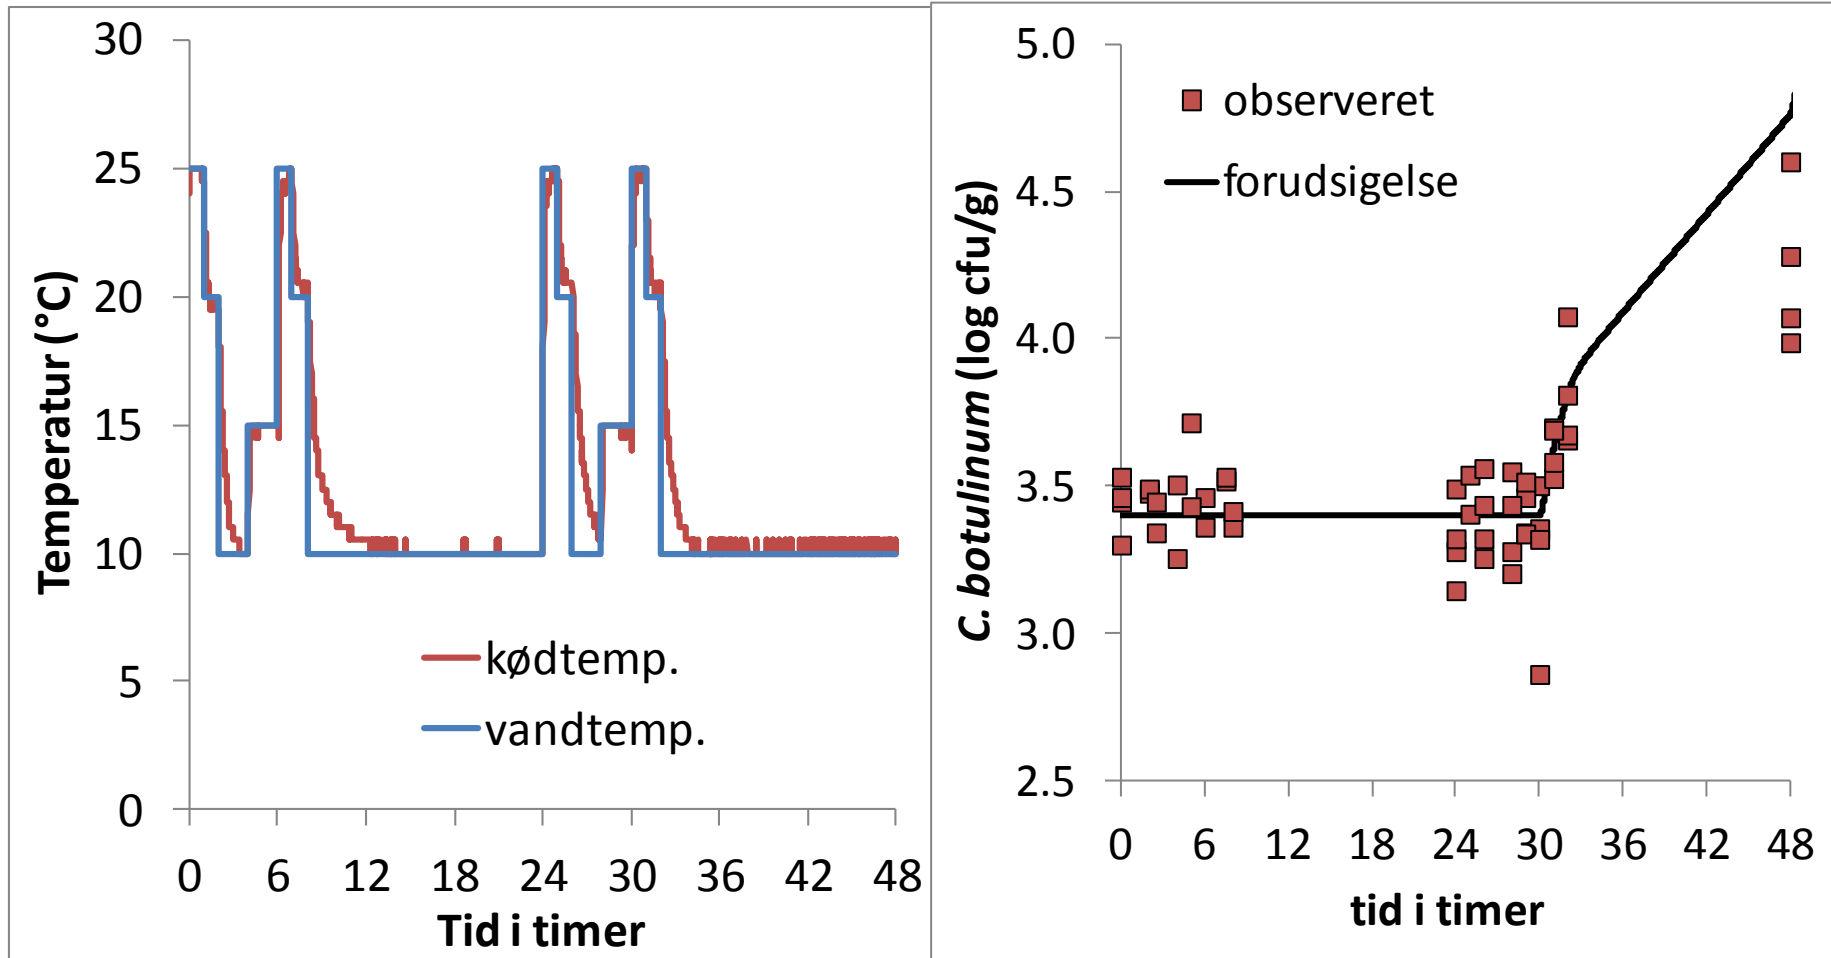 30
25
20
15
10
5
0
Temperatur (°C)
kødtemp.
vandtemp.
0 6 12 18 24 30 36 42 48
Tid i timer
5.0
4.5
4.0
3.5
3.0
2.5
C. botulinum (log cfu/g)
observeret
forudsigelse
0 6 12 18 24 30 36 42 48
tid i timer